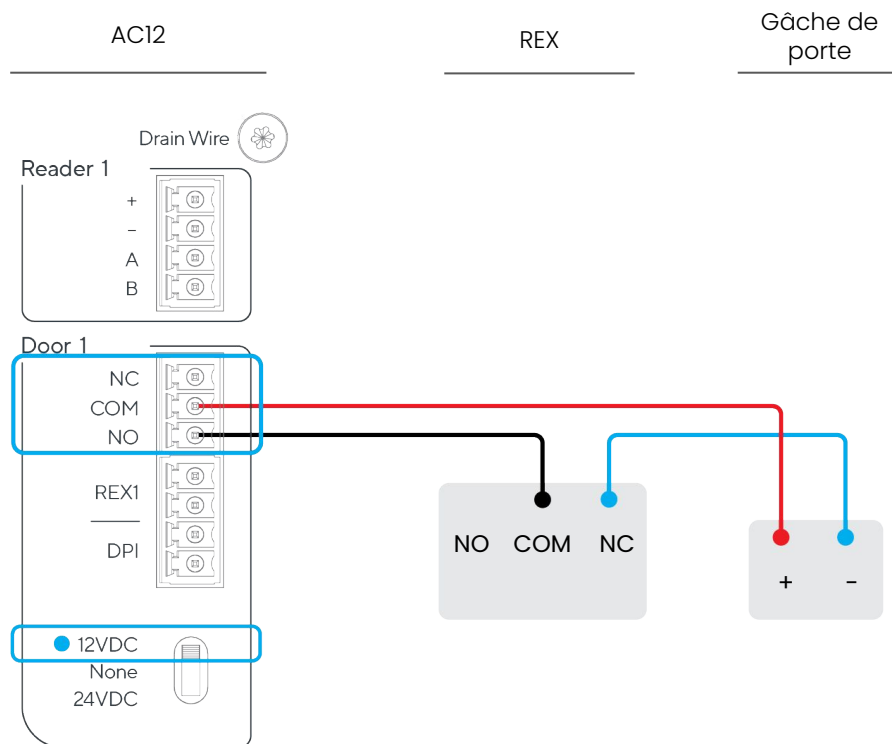 AC12
REX
Gâche de
porte
Drain Wire
Reader 1
+
-
A
B
Door 1
NC
COM
NO
REX1
DPI
NO COM NC
+ -
12VDC
None
24VDC